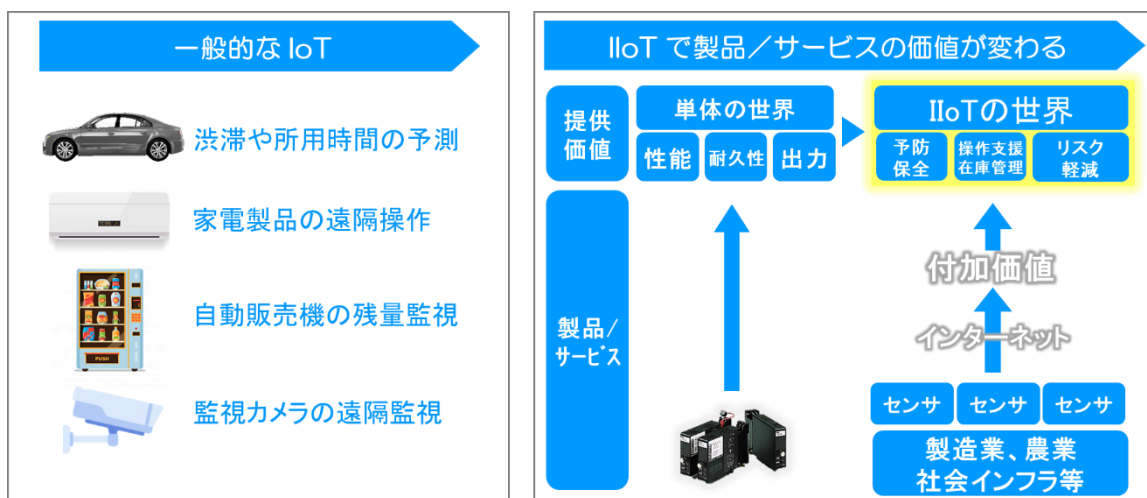 一般的な IoT
渋滞や所用時間の予測
家電製品の遠隔操作
自動販売機の残量監視
PUSH
監視カメラの遠隔監視
IIoT で製品／サービスの価値が変わる
提供
価値
単体の世界
性能
耐久性
出力
IIoTの世界
予防
保全
操作支援
在庫管理
リスク
軽減
付加価値
インターネット
製品/
サービス
センサ
センサ
センサ
製造業、農業
社会インフラ等